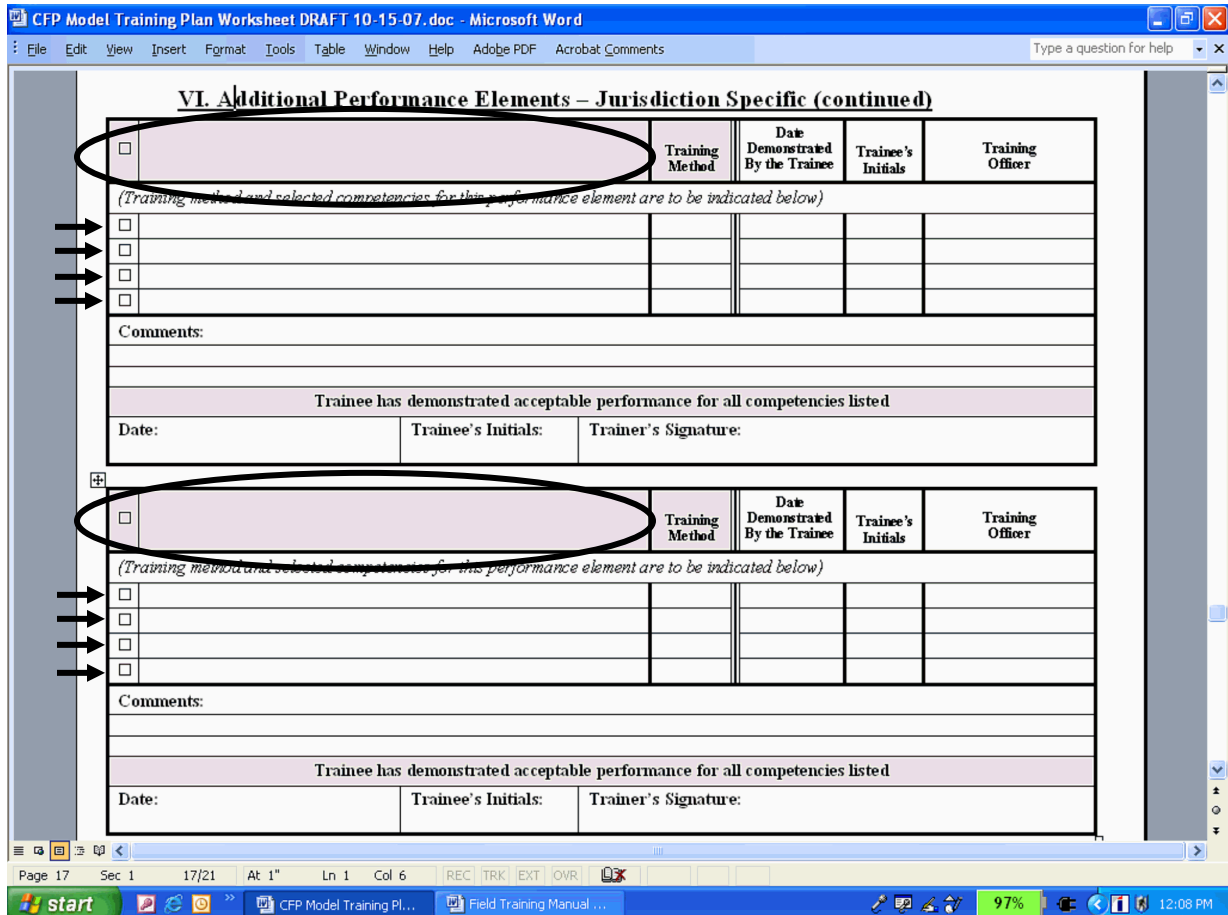 CFP Model Training Plan Worksheet DRAFT 10-15-07.doc - Microsoft Word
File Edit View Insert Format Tools Table Window Help Adobe PDF Acrobat Comments Type a question for help
VI. Additional Performance Elements – Jurisdiction Specific (continued)
Training Method Date Demonstrated By the Trainee Trainee's Initials Training Officer
(Training method and selected competencies for this performance element are to be indicated below)
Comments:
Trainee has demonstrated acceptable performance for all competencies listed
Date: Trainee's Initials: Trainer's Signature:
Training Method Date Demonstrated By the Trainee Trainee's Initials Training Officer
(Training method and selected competencies for this performance element are to be indicated below)
Comments:
Trainee has demonstrated acceptable performance for all competencies listed
Date: Trainee's Initials: Trainer's Signature:
Page 17 Sec 1 17/21 At 1" Ln 1 Col 6 REC TRK EXT OVR
start CFP Model Training Pl... Field Training Manual ... 97% 12:08 PM